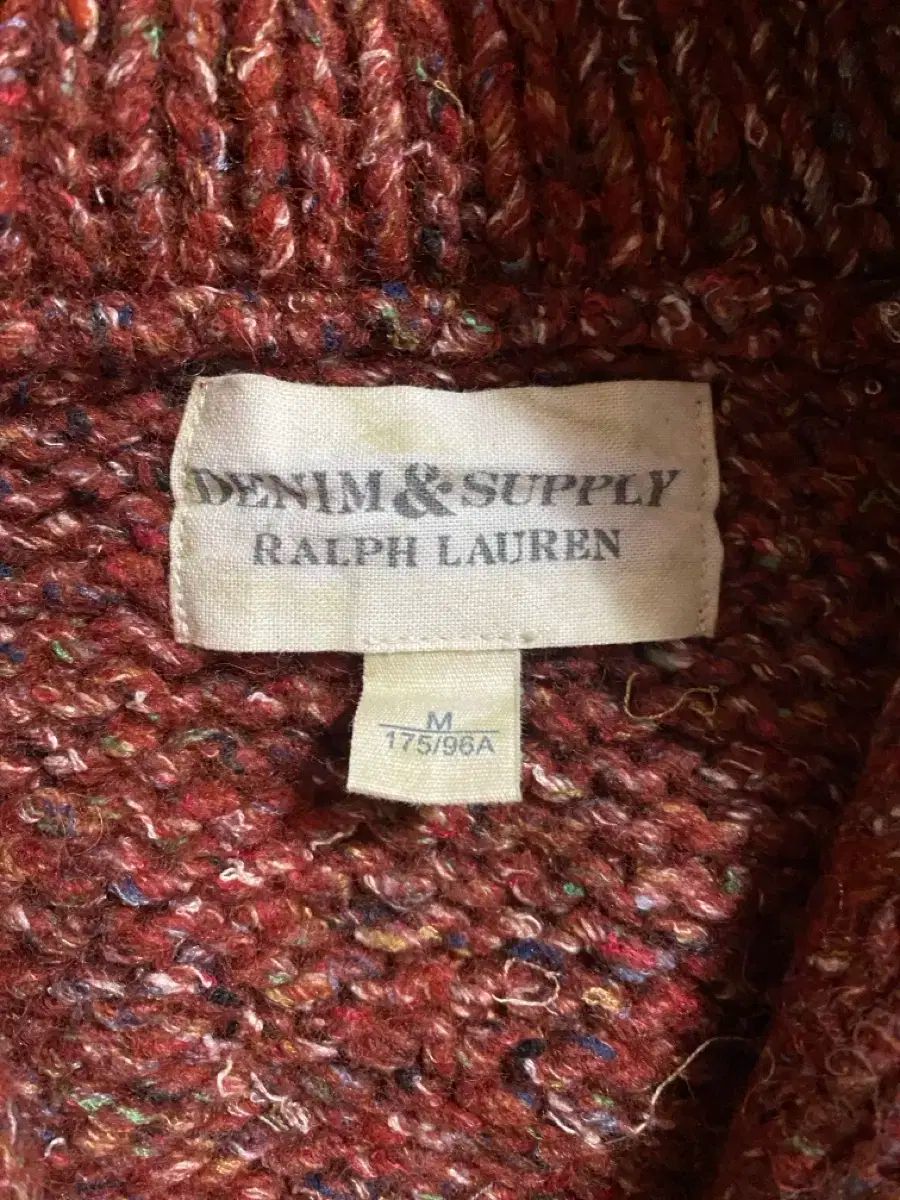 DENIM & SUPPLY
RALPH LAUREN
M
175/96A